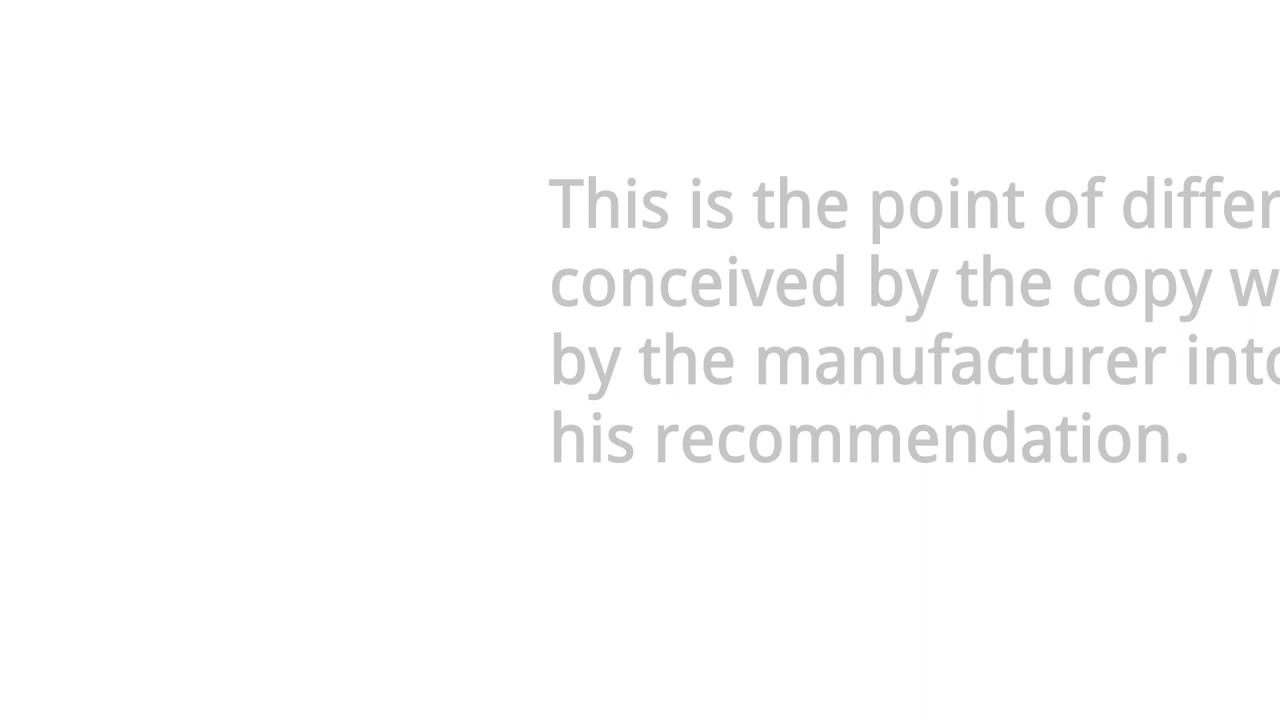 This is the point of differ
conceived by the copy w
by the manufacturer into
his recommendation.